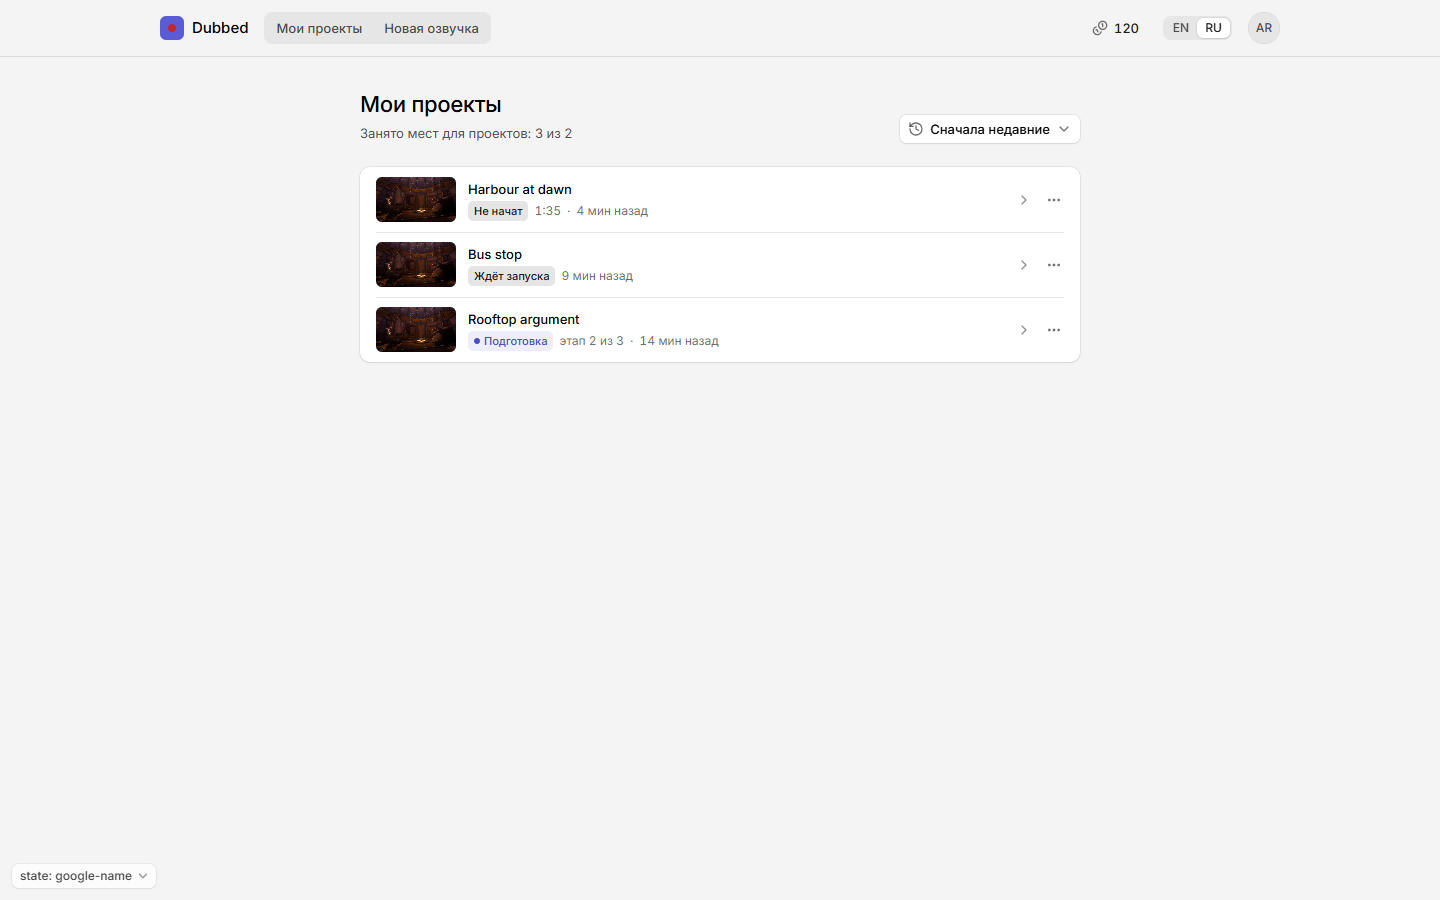 Dubbed
Мои проекты
Новая озвучка
120
EN
RU
AR
Мои проекты
Занято мест для проектов: 3 из 2
Сначала недавние
Harbour at dawn
Не начат 1:35 · 4 мин назад
Bus stop
Ждёт запуска 9 мин назад
Rooftop argument
Подготовка этап 2 из 3 · 14 мин назад
state: google-name